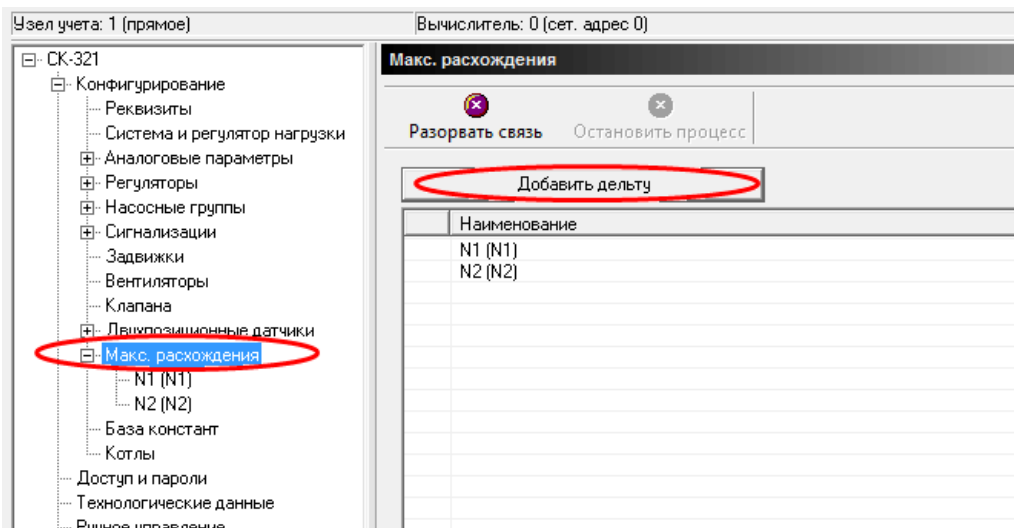 Узел учета: 1 (прямое)
Вычислитель: 0 (сет. адрес 0)
СК-321
Конфигурирование
Реквизиты
Система и регулятор нагрузки
Аналоговые параметры
Регуляторы
Насосные группы
Сигнализации
Задвижки
Вентиляторы
Клапана
Двухпозиционные датчики
Макс. расхождения
N1 (N1)
N2 (N2)
База констант
Котлы
Доступ и пароли
Технологические данные
Ручное управление
Макс. расхождения
Разорвать связь
Остановить процесс
Добавить дельту
Наименование
N1 (N1)
N2 (N2)